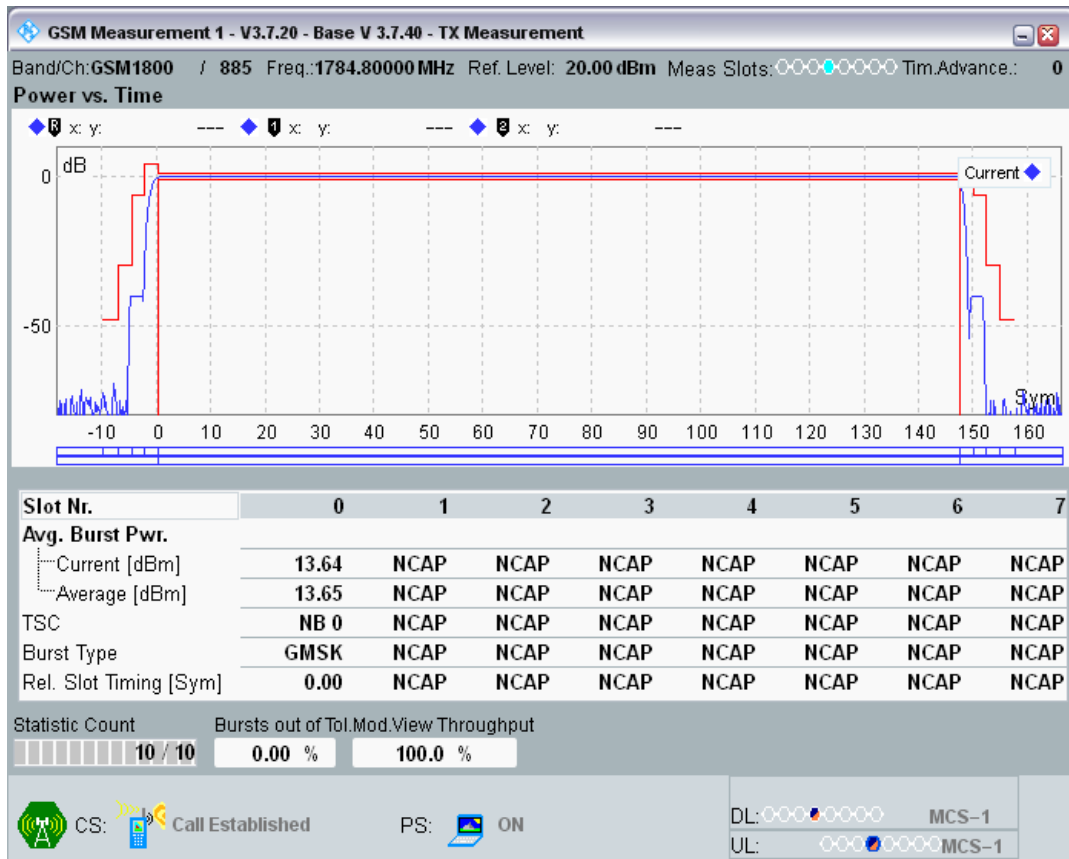 GSM Measurement 1 - V3.7.20 - Base V 3.7.40 - TX Measurement
Band/Ch:GSM1800 / 885 Freq.:1784.80000 MHz Ref. Level: 20.00 dBm Meas Slots: Tim.Advance.: 0
Power vs. Time
R x: y: --- 1 x: y: --- 2 x: y: ---
dB
Current
0
-50
Sym
-10 0 10 20 30 40 50 60 70 80 90 100 110 120 130 140 150 160
Slot Nr. 0 1 2 3 4 5 6 7
Avg. Burst Pwr.
Current [dBm] 13.64 NCAP NCAP NCAP NCAP NCAP NCAP NCAP
Average [dBm] 13.65 NCAP NCAP NCAP NCAP NCAP NCAP NCAP
TSC NB 0 NCAP NCAP NCAP NCAP NCAP NCAP NCAP
Burst Type GMSK NCAP NCAP NCAP NCAP NCAP NCAP NCAP
Rel. Slot Timing [Sym] 0.00 NCAP NCAP NCAP NCAP NCAP NCAP NCAP
Statistic Count Bursts out of Tol.Mod.View Throughput
10 / 10 0.00 % 100.0 %
CS: Call Established PS: ON DL: MCS-1
UL: MCS-1